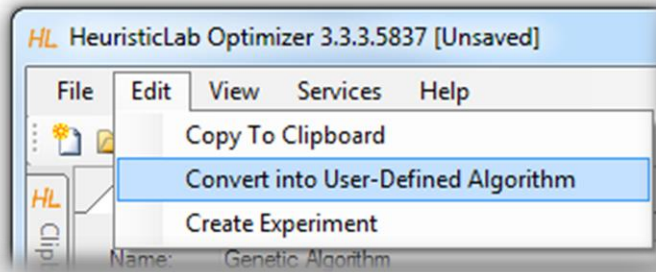 HL HeuristicLab Optimizer 3.3.3.5837 [Unsaved]
File Edit View Services Help
Copy To Clipboard
Convert into User-Defined Algorithm
HL
Create Experiment
Clipb
Name: Genetic Algorithm